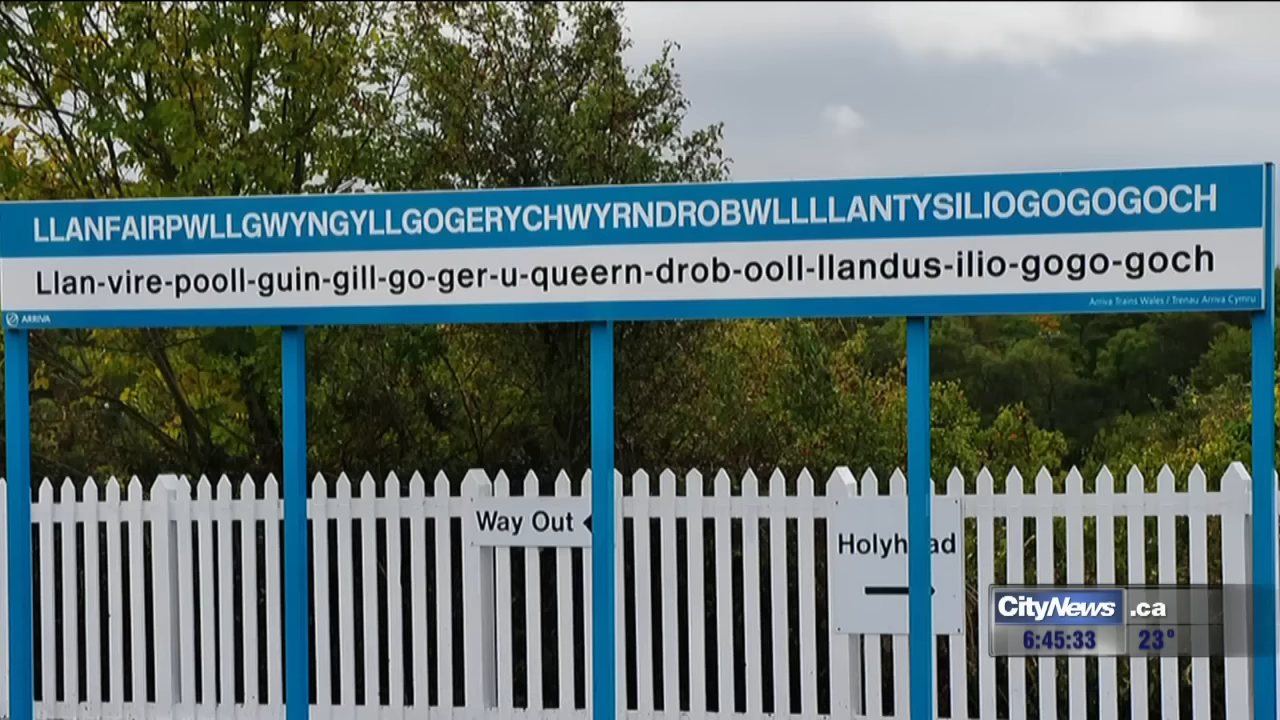 LLANFAIRPWLLGWYNGYLLGOGERYCHWYRNDROBWLLLLANTYSILIOGOGOGOCH
Llan-vire-pooll-guin-gill-go-ger-u-queern-drob-ooll-llandus-ilio-gogo-goch
ARRIVA
Arriva Trains Wales / Trenau Arriva Cymru
Way Out
Holyhead
CityNews .ca
6:45:33 23°